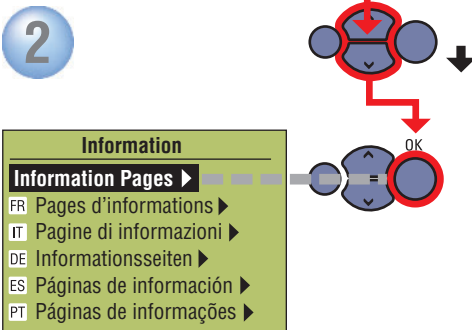 2
OK
Information
Information Pages
FR Pages d'informations
IT Pagine di informazioni
DE Informationsseiten
ES Páginas de información
PT Páginas de informações